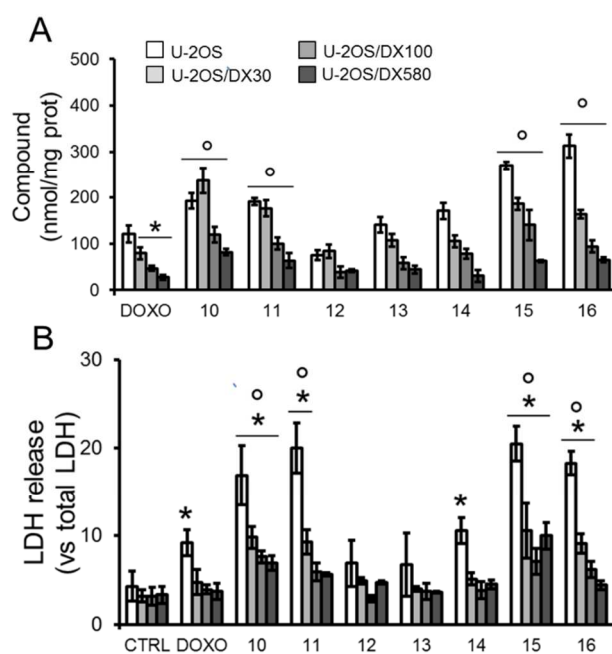 A
U-2OS U-2OS/DX100
U-2OS/DX30 U-2OS/DX580
Compound
(nmol/mg prot)
500
400
300
200
100
0
* ° ° ° °
DOXO 10 11 12 13 14 15 16
B
LDH release
(vs total LDH)
30
20
10
0
* ° * ° * * ° * ° *
CTRL DOXO 10 11 12 13 14 15 16